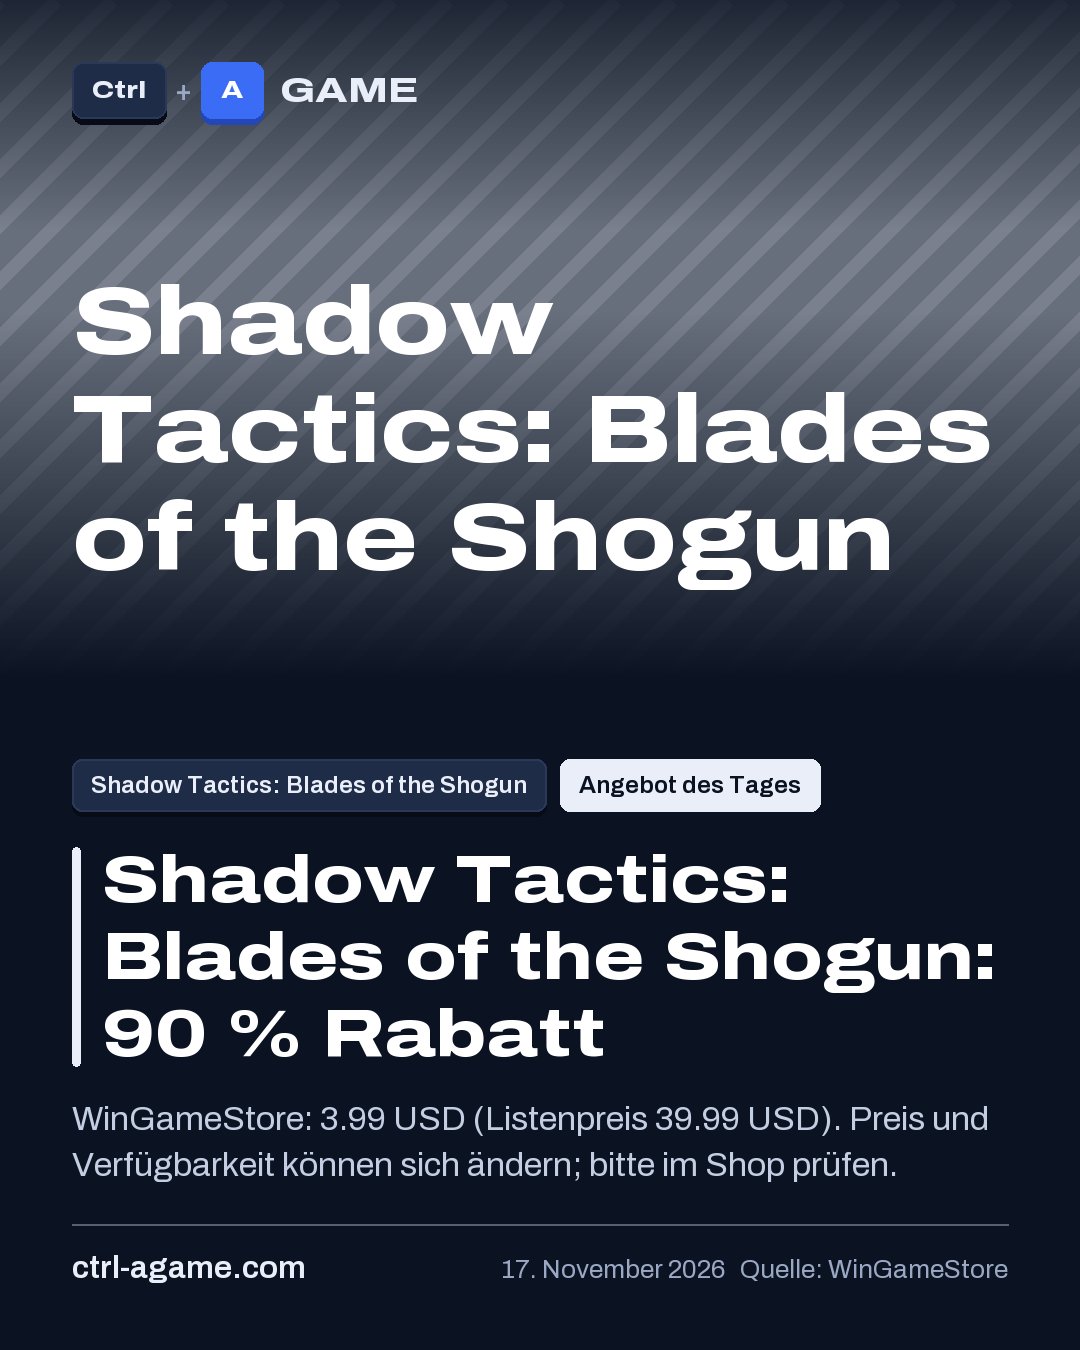 Ctrl + A GAME
Shadow
Tactics: Blades
of the Shogun
Shadow Tactics: Blades of the Shogun Angebot des Tages
Shadow Tactics:
Blades of the Shogun:
90 % Rabatt
WinGameStore: 3.99 USD (Listenpreis 39.99 USD). Preis und
Verfügbarkeit können sich ändern; bitte im Shop prüfen.
ctrl-agame.com 17. November 2026 Quelle: WinGameStore